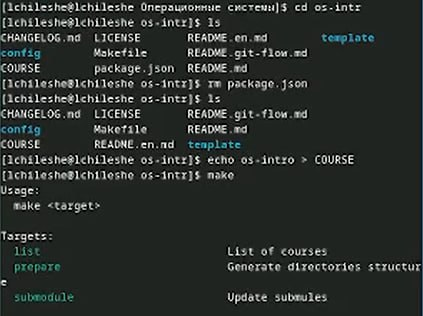 [lchileshe@lchileshe Операционные системы]$ cd os-intr
[lchileshe@lchileshe os-intr]$ ls
CHANGELOG.md  LICENSE       README.en.md        template
config        Makefile      README.git-flow.md
COURSE        package.json  README.md
[lchileshe@lchileshe os-intr]$ rm package.json
[lchileshe@lchileshe os-intr]$ ls
CHANGELOG.md  LICENSE       README.git-flow.md
config        Makefile      README.md
COURSE        README.en.md  template
[lchileshe@lchileshe os-intr]$ echo os-intro > COURSE
[lchileshe@lchileshe os-intr]$ make
Usage:
  make <target>
Targets:
  list                          List of courses
  prepare                       Generate directories structur
e
  submodule                     Update submules